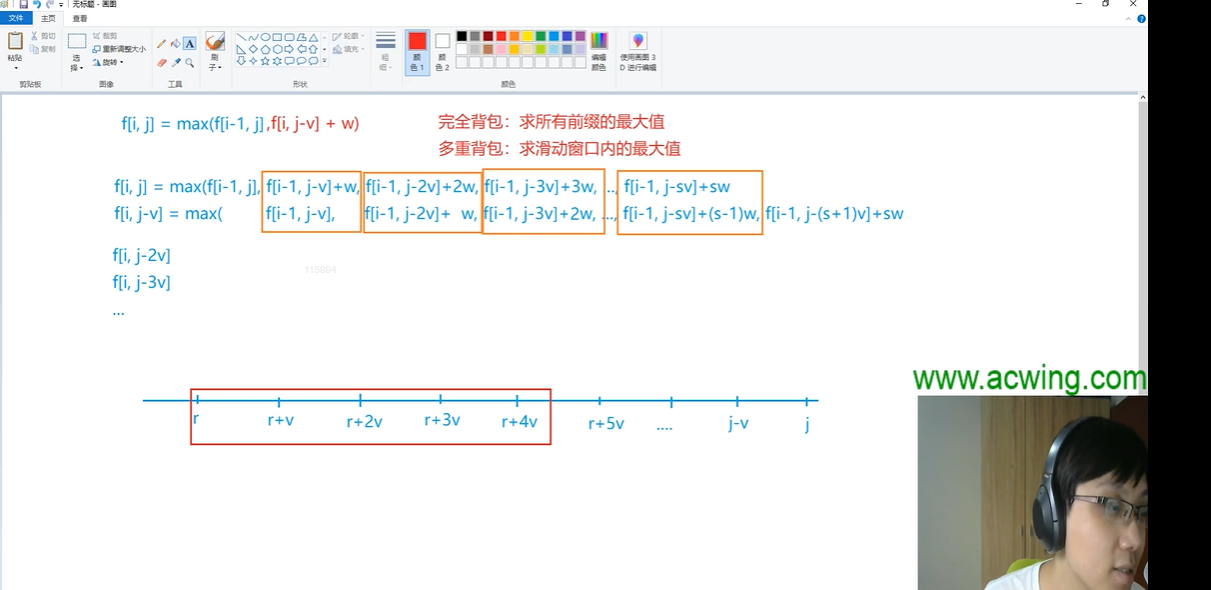 无标题 - 画图
文件 主页 查看
粘贴 剪切 复制
选择 裁剪 重新调整大小 旋转
A
刷子
轮廓 填充
粗细
颜色 1 颜色 2
编辑颜色
使用画图 3D 进行编辑
剪贴板 图像 工具 形状 颜色
f[i, j] = max(f[i-1, j],f[i, j-v] + w)
完全背包：求所有前缀的最大值
多重背包：求滑动窗口内的最大值
f[i, j] = max(f[i-1, j], f[i-1, j-v]+w, f[i-1, j-2v]+2w, f[i-1, j-3v]+3w, ..., f[i-1, j-sv]+sw
f[i, j-v] = max( f[i-1, j-v], f[i-1, j-2v]+ w, f[i-1, j-3v]+2w, ..., f[i-1, j-sv]+(s-1)w, f[i-1, j-(s+1)v]+sw
f[i, j-2v]
115894
f[i, j-3v]
...
www.acwing.com
r r+v r+2v r+3v r+4v r+5v .... j-v j